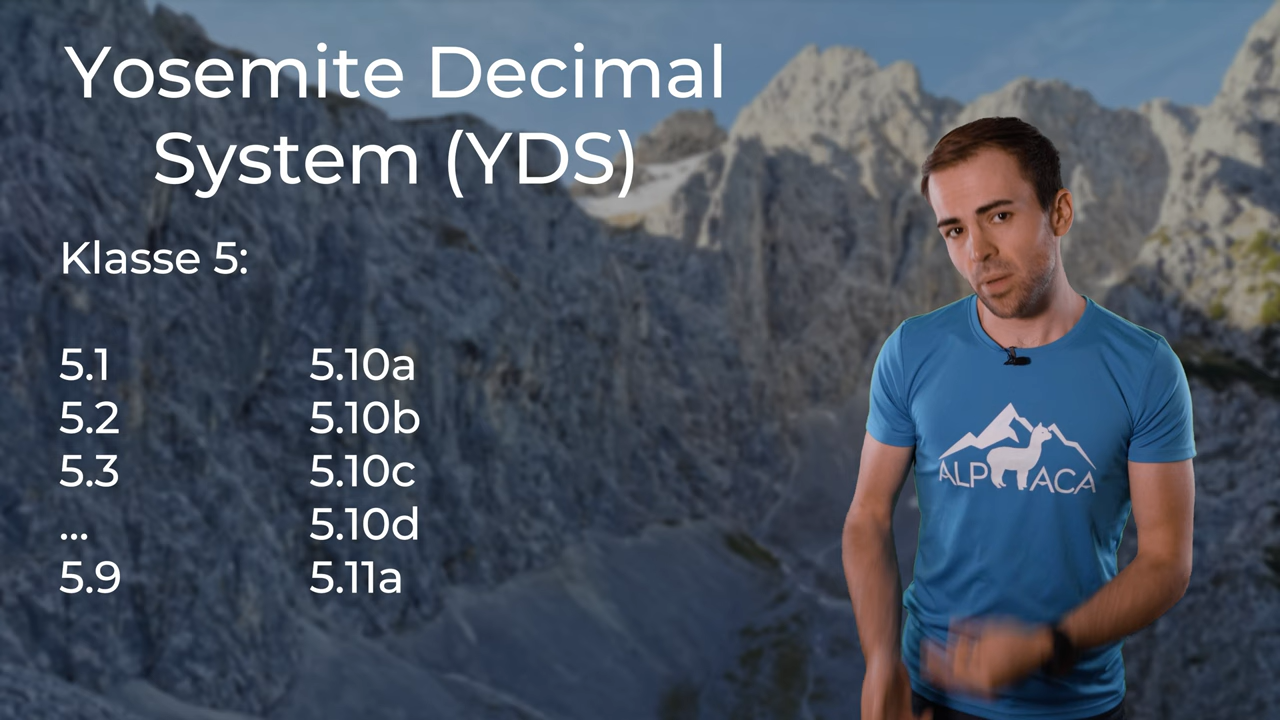 Yosemite Decimal
System (YDS)
Klasse 5:
5.1
5.2
5.3
...
5.9
5.10a
5.10b
5.10c
5.10d
5.11a
ALPACA